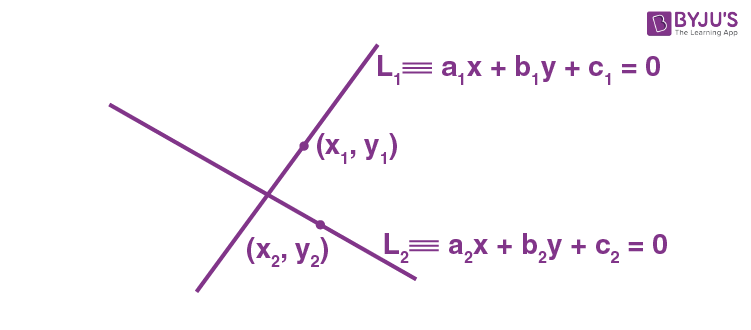 BYJU'S
The Learning App
L₁≡ a₁x + b₁y + c₁ = 0
(x₁, y₁)
(x₂, y₂)
L₂≡ a₂x + b₂y + c₂ = 0